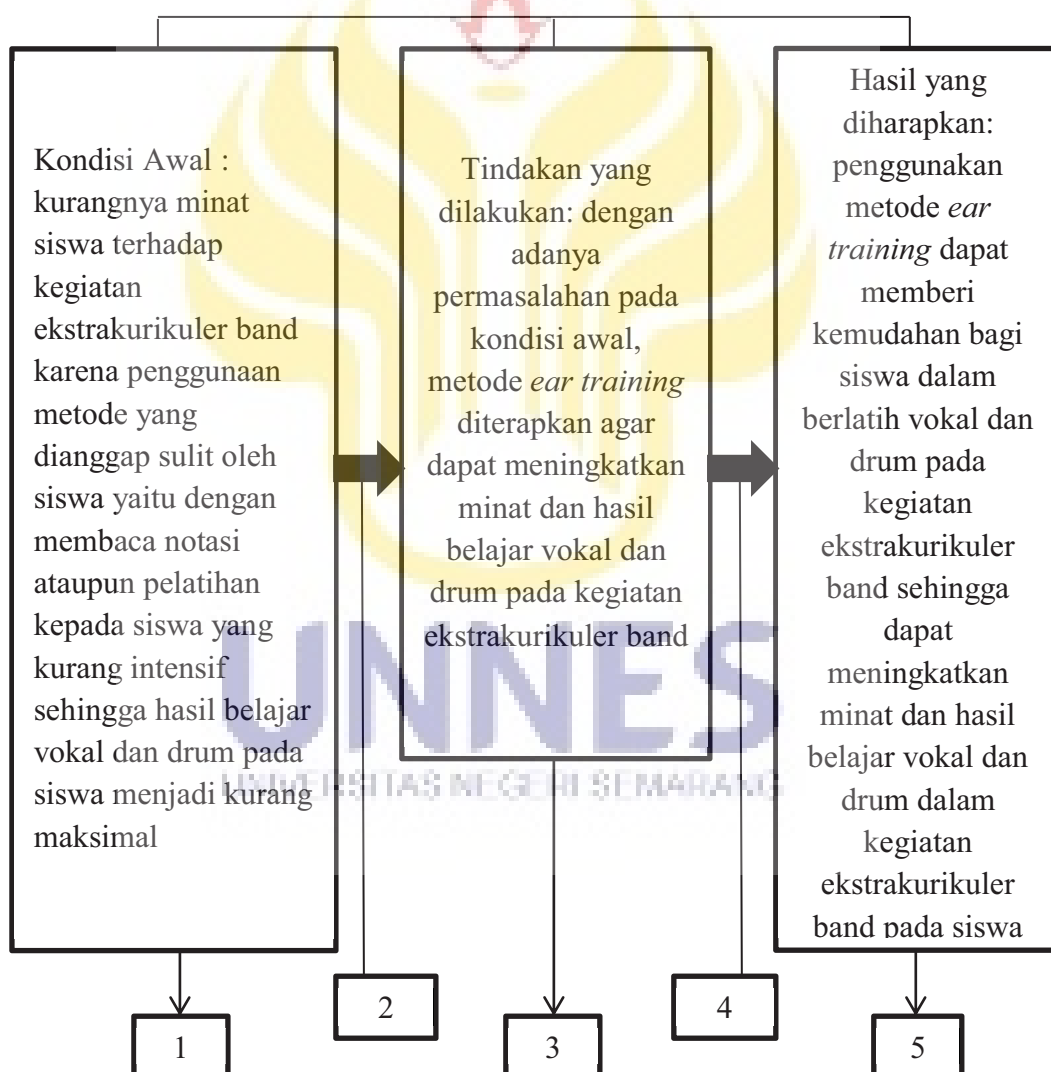 Kondisi Awal :
kurangnya minat
siswa terhadap
kegiatan
ekstrakurikuler band
karena penggunaan
metode yang
dianggap sulit oleh
siswa yaitu dengan
membaca notasi
ataupun pelatihan
kepada siswa yang
kurang intensif
sehingga hasil belajar
vokal dan drum pada
siswa menjadi kurang
maksimal
Tindakan yang
dilakukan: dengan
adanya
permasalahan pada
kondisi awal,
metode ear training
diterapkan agar
dapat meningkatkan
minat dan hasil
belajar vokal dan
drum pada kegiatan
ekstrakurikuler band
Hasil yang
diharapkan:
penggunakan
metode ear
training dapat
memberi
kemudahan bagi
siswa dalam
berlatih vokal dan
drum pada
kegiatan
ekstrakurikuler
band sehingga
dapat
meningkatkan
minat dan hasil
belajar vokal dan
drum dalam
kegiatan
ekstrakurikuler
band pada siswa
UNNES
UNIVERSITAS NEGERI SEMARANG
1
2
3
4
5